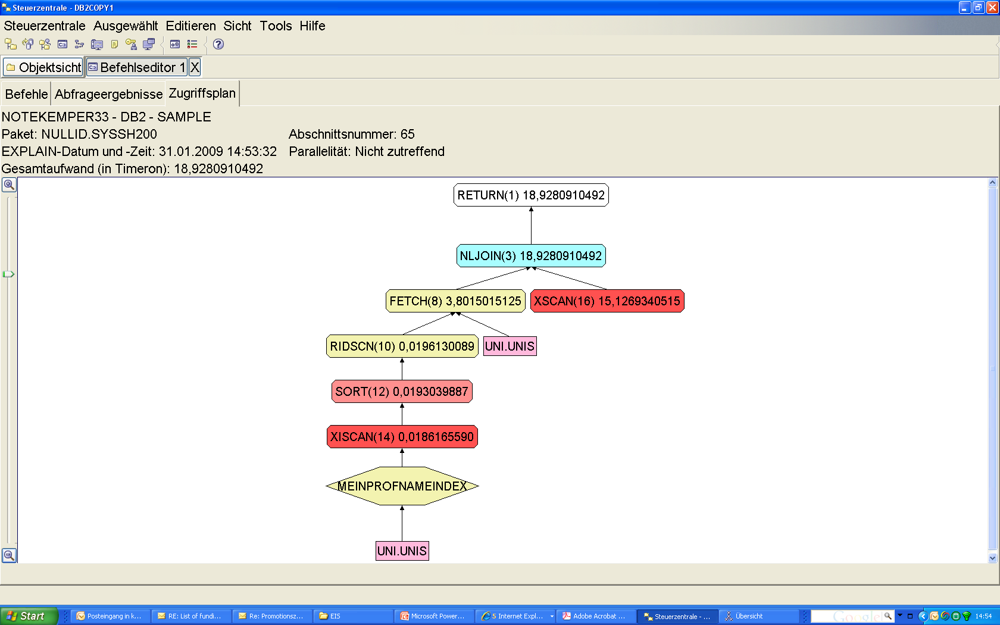 Steuerzentrale - DB2COPY1
Steuerzentrale Ausgewählt Editieren Sicht Tools Hilfe
Objektsicht Befehlseditor 1 X
Befehle Abfrageergebnisse Zugriffsplan
NOTEKEMPER33 - DB2 - SAMPLE
Paket: NULLID.SYSSH200 Abschnittsnummer: 65
EXPLAIN-Datum und -Zeit: 31.01.2009 14:53:32 Parallelität: Nicht zutreffend
Gesamtaufwand (in Timeron): 18,9280910492
RETURN(1) 18,9280910492
NLJOIN(3) 18,9280910492
FETCH(8) 3,8015015125 XSCAN(16) 15,1269340515
RIDSCN(10) 0,0196130089 UNI.UNIS
SORT(12) 0,0193039887
XISCAN(14) 0,0186165590
MEINPROFNAMEINDEX
UNI.UNIS
Start Posteingang in k... RE: List of fundi... Re: Promotionsz... EIS Microsoft Power... 5 Internet Expl... Adobe Acrobat ... Steuerzentrale - ... Übersicht Google 14:54